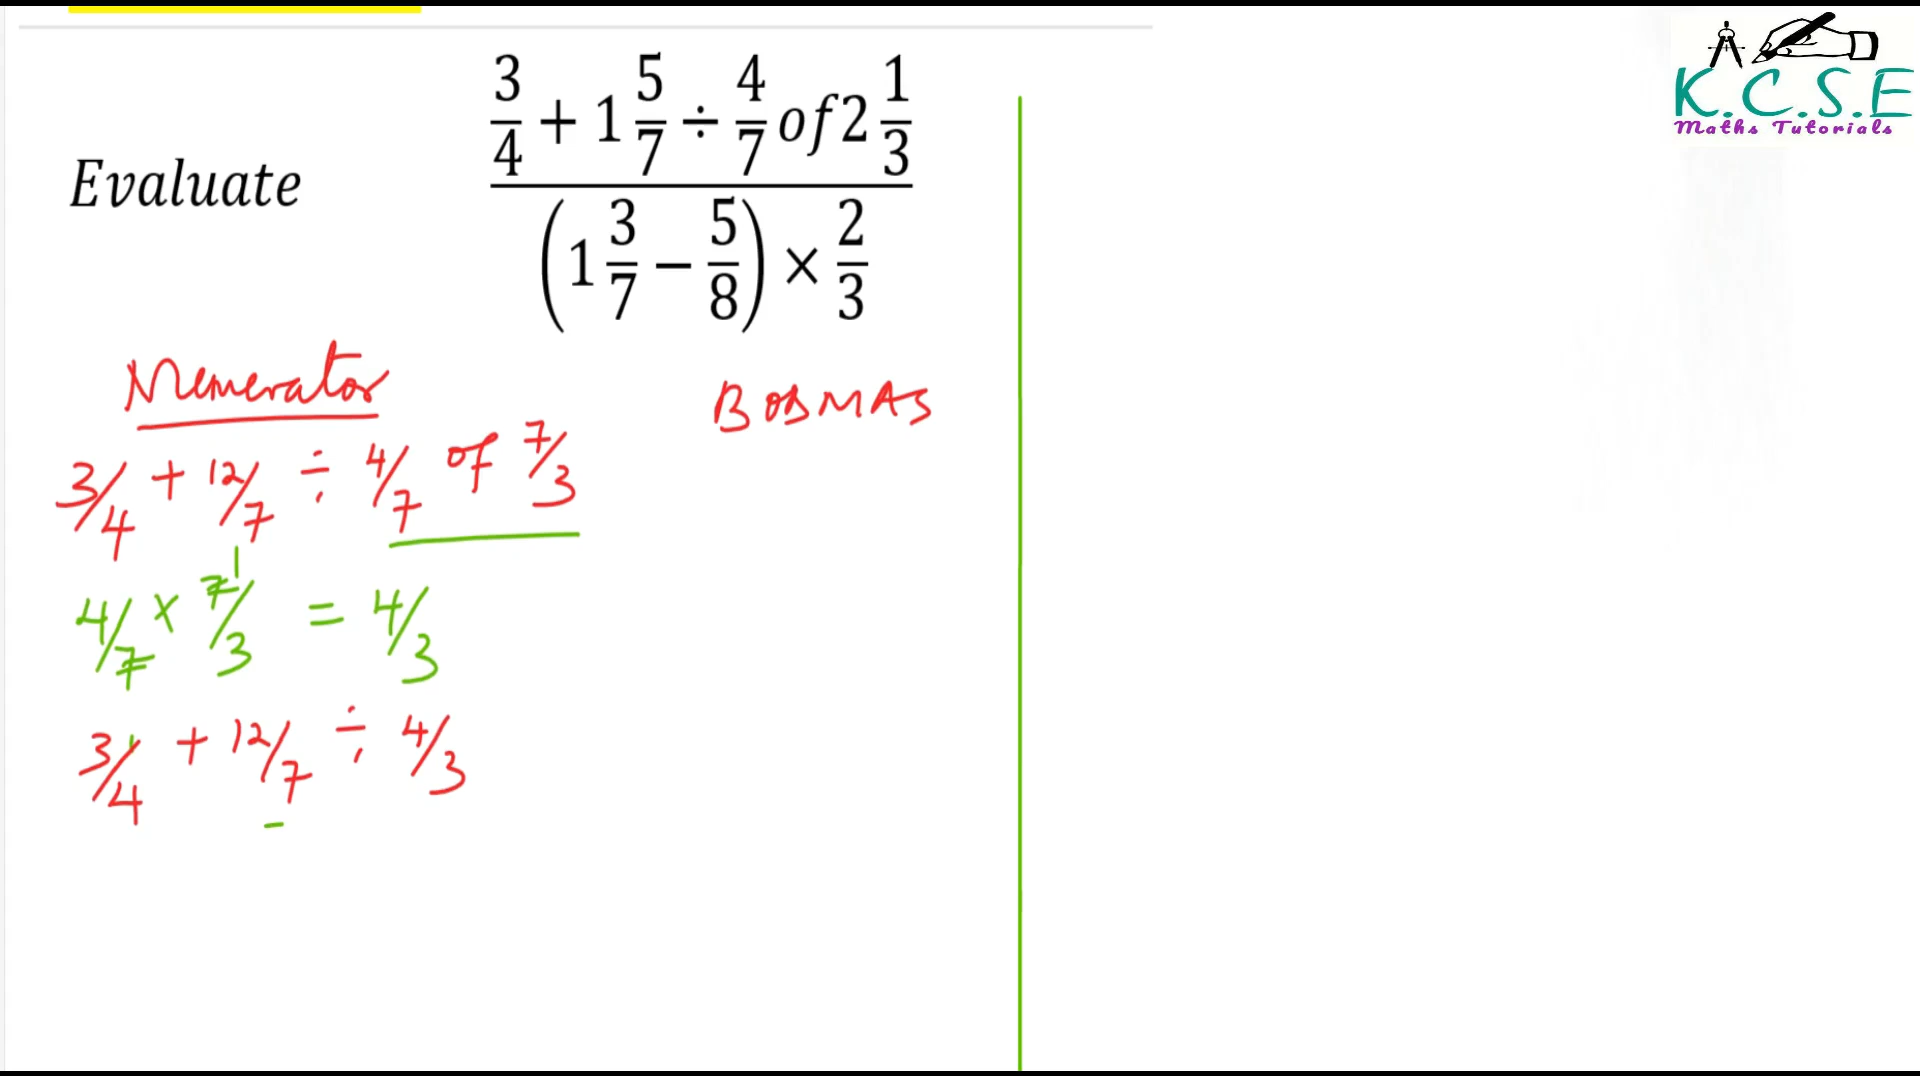 K.C.S.E
Maths Tutorials
Evaluate
3/4 + 1 5/7 ÷ 4/7 of 2 1/3
(1 3/7 − 5/8) × 2/3
Numerator
BODMAS
3/4 + 12/7 ÷ 4/7 of 7/3
4/7 × 7/3 = 4/3
1
3/4 + 12/7 ÷ 4/3